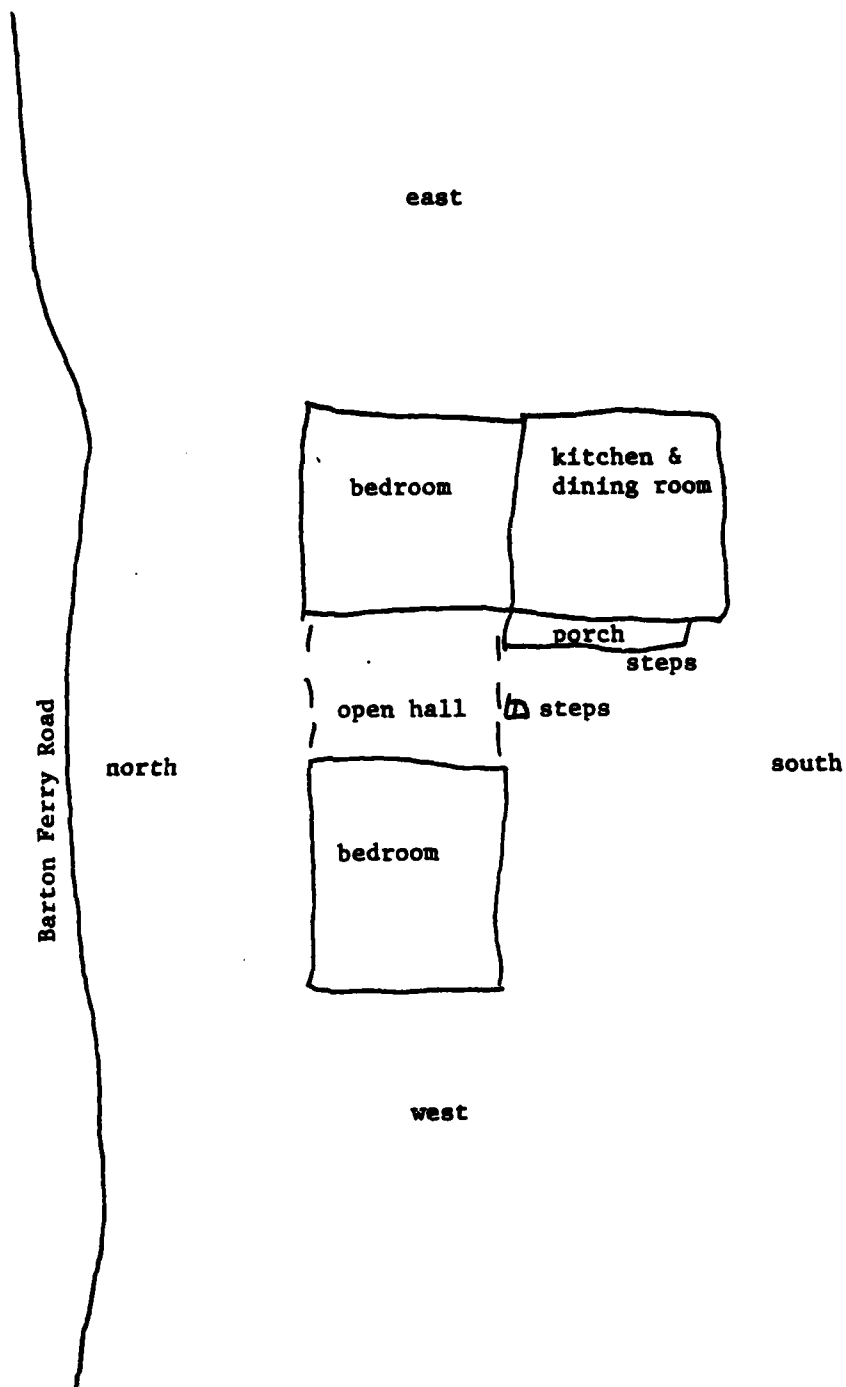 east
kitchen &
dining room
bedroom
porch
steps
open hall
steps
Barton Ferry Road
north
south
bedroom
west